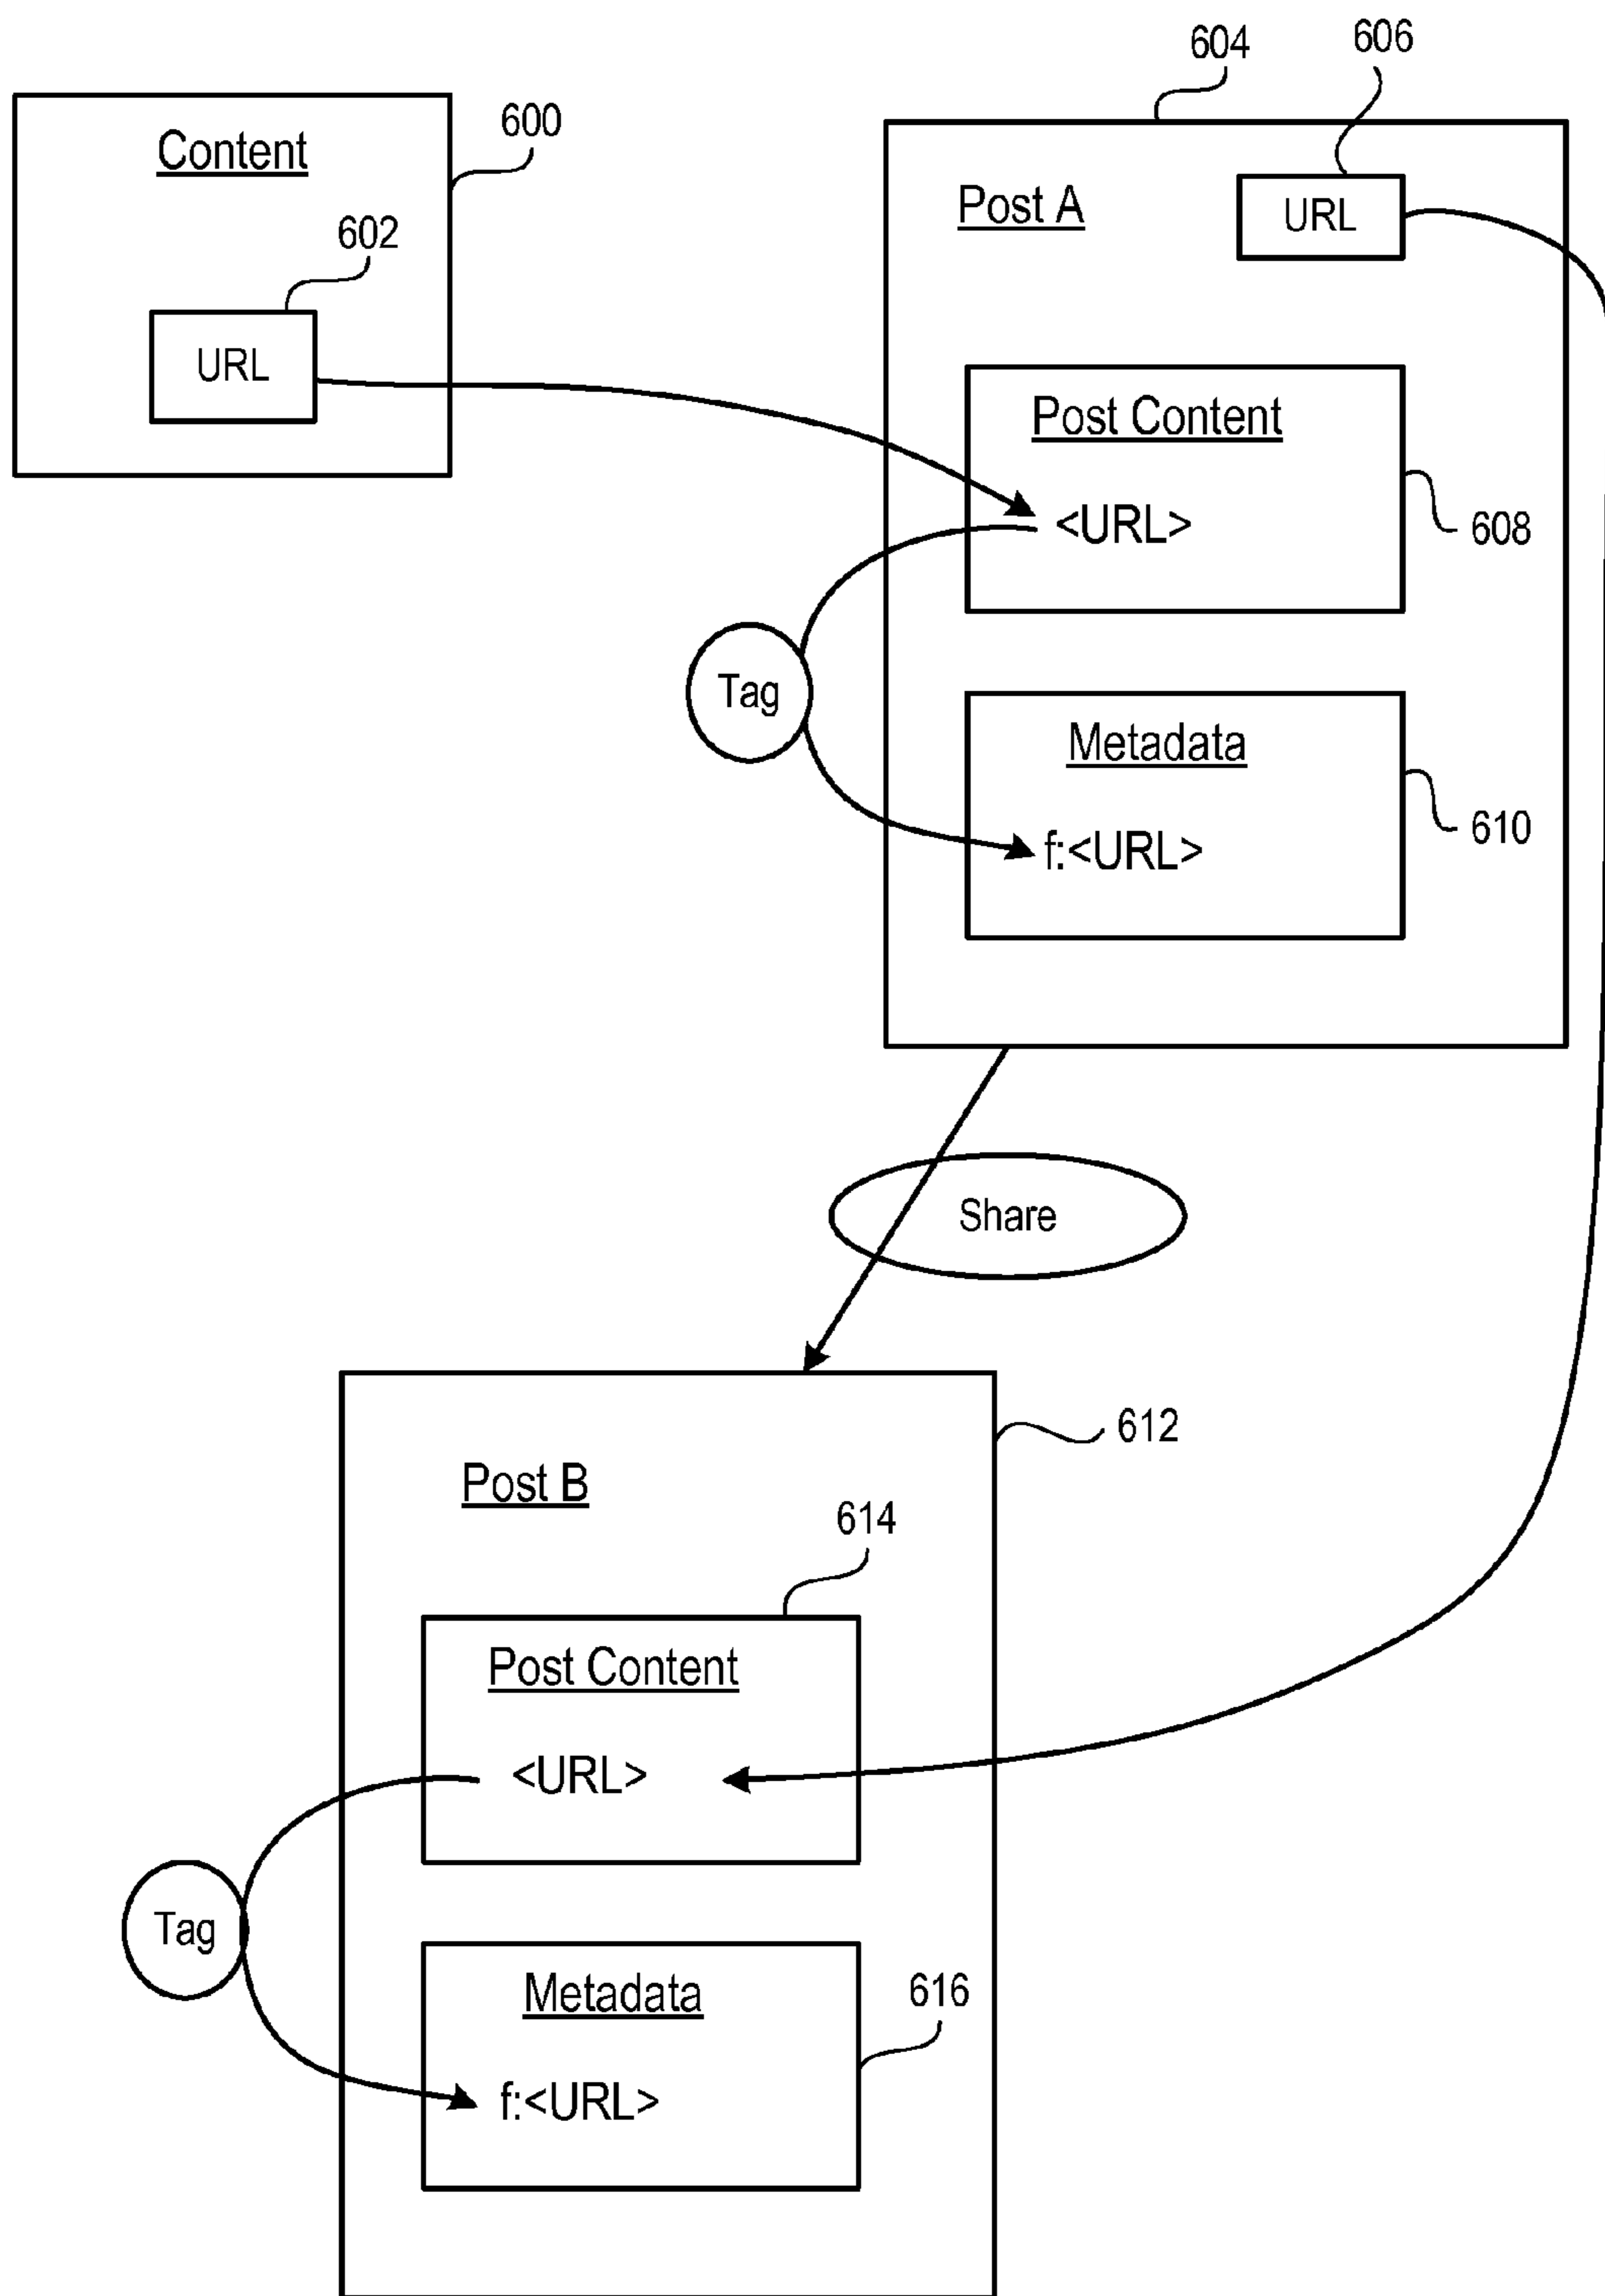 604
606
600
Content
Post A
URL
602
URL
Post Content
<URL>
608
Tag
Metadata
610
f:<URL>
Share
612
Post B
614
Post Content
<URL>
Tag
Metadata
616
f:<URL>